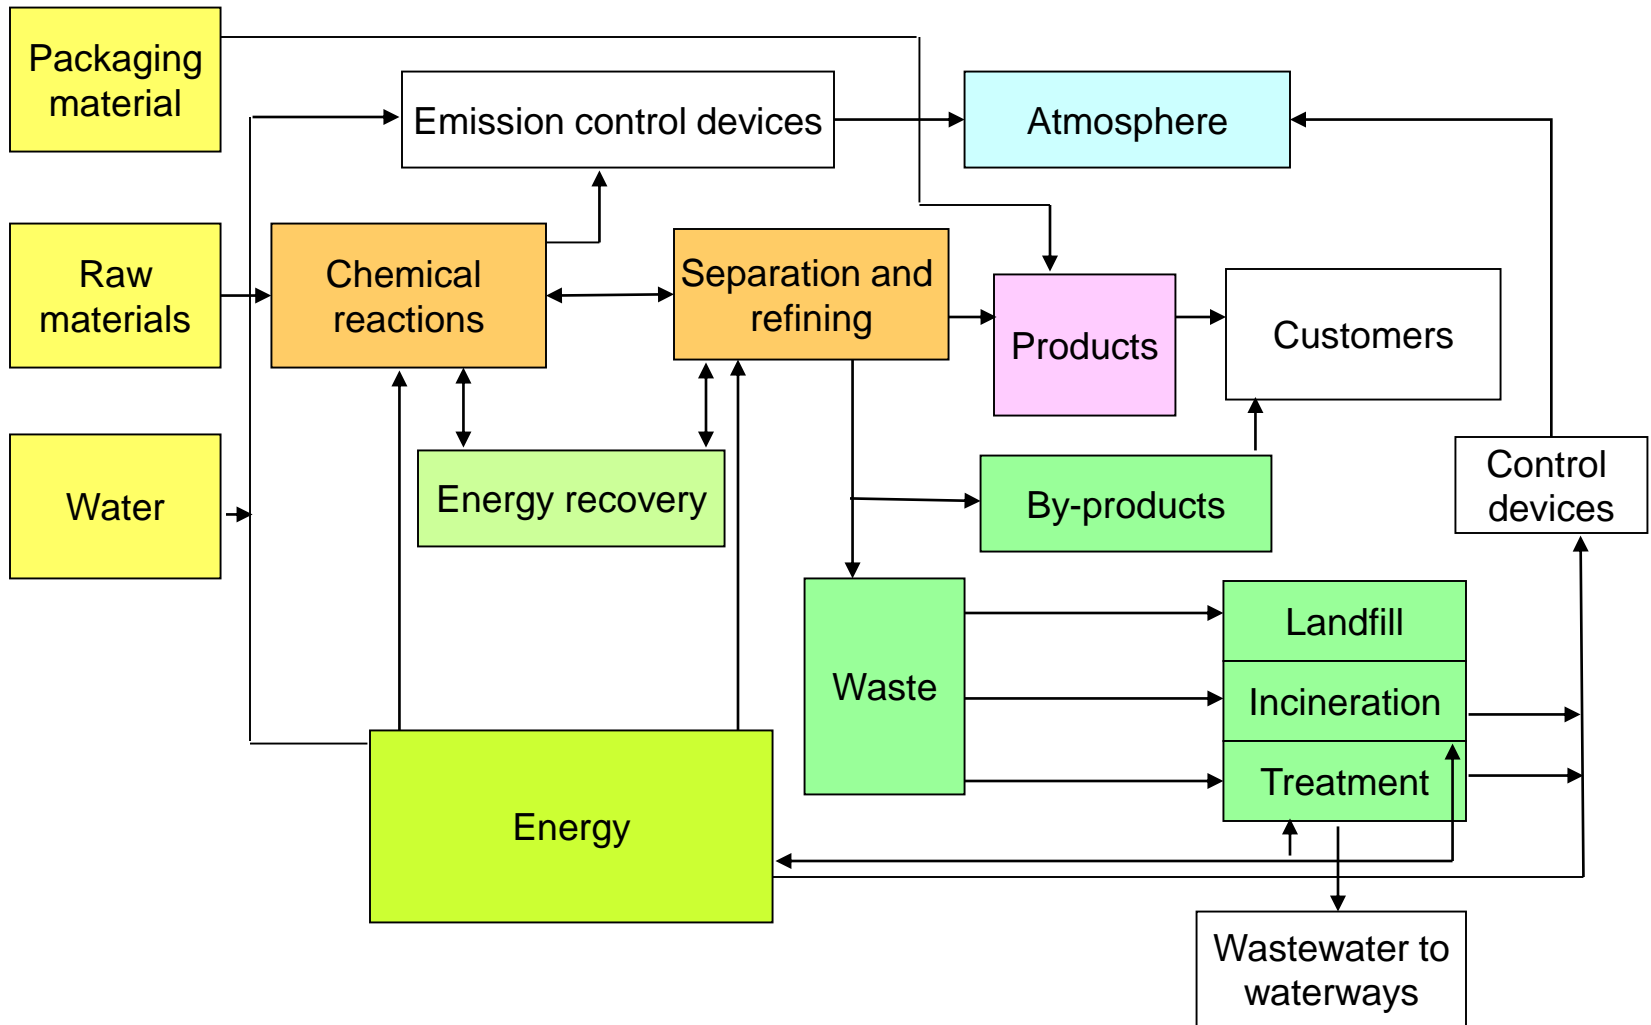 Packaging
material
Emission control devices
Atmosphere
Raw
materials
Chemical
reactions
Separation and
refining
Products
Customers
Water
Energy recovery
By-products
Control
devices
Waste
Landfill
Incineration
Treatment
Energy
Wastewater to
waterways